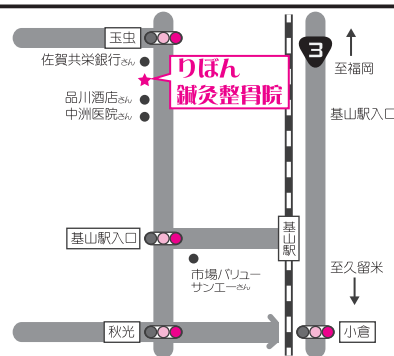 玉虫
佐賀共栄銀行さん
りぼん
鍼灸整骨院
品川酒店さん
中洲医院さん
3
至福岡
基山駅入口
基山駅入口
基山駅
市場バリュー
サンエーさん
至久留米
秋光
小倉